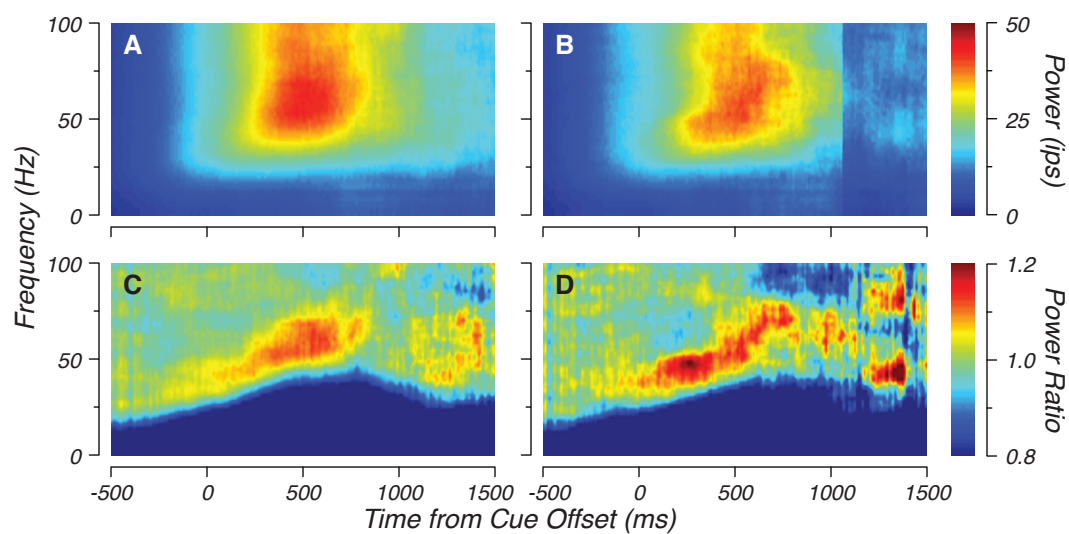 100
50
0
Frequency (Hz)
A
B
50
25
0
Power (ips)
100
50
0
C
D
1.2
1.0
0.8
Power Ratio
-500 0 500 1000 1500
-500 0 500 1000 1500
Time from Cue Offset (ms)